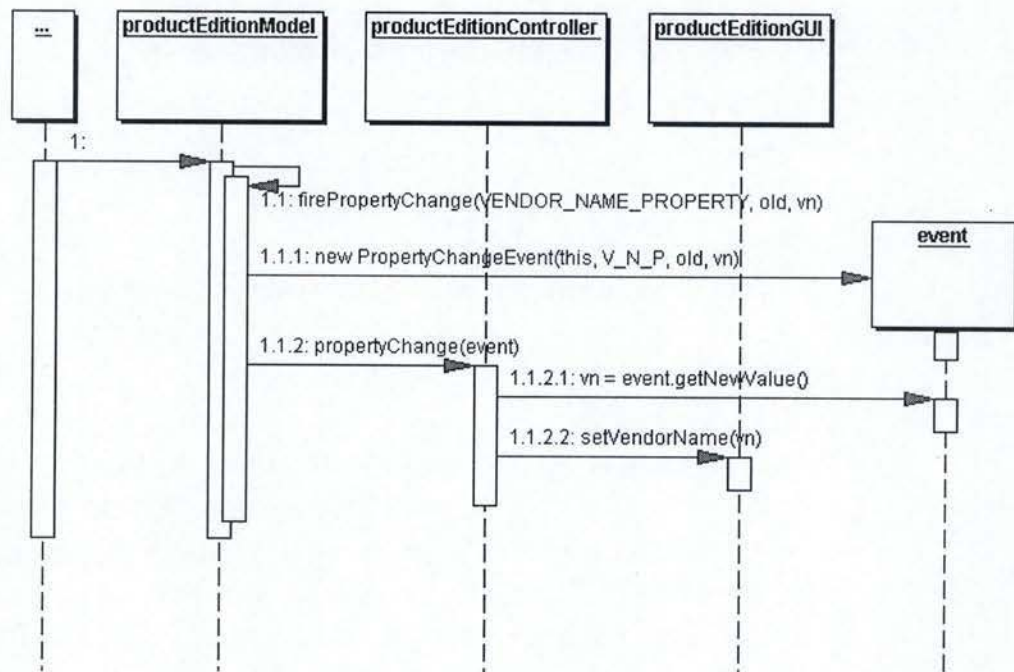 ...
productEditionModel
productEditionController
productEditionGUI
1:
1.1: firePropertyChange(VENDOR_NAME_PROPERTY, old, vn)
event
1.1.1: new PropertyChangeEvent(this, V_N_P, old, vn)
1.1.2: propertyChange(event)
1.1.2.1: vn = event.getNewValue()
1.1.2.2: setVendorName(vn)